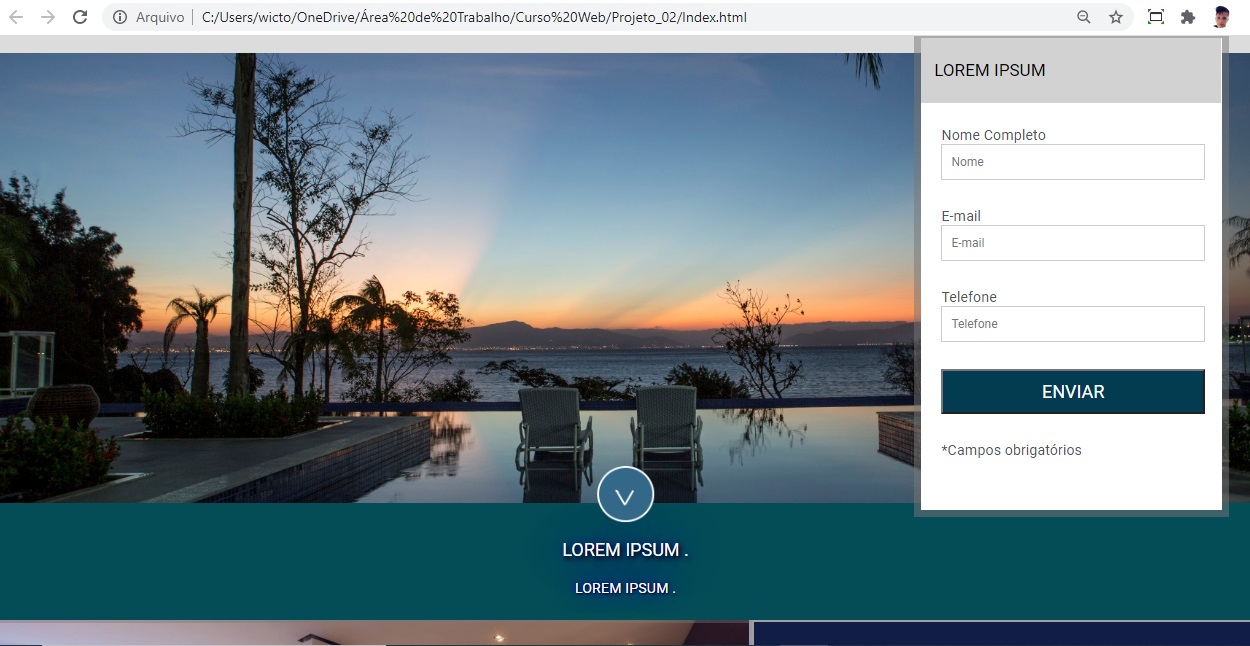 Arquivo
C:/Users/wicto/OneDrive/Área%20de%20Trabalho/Curso%20Web/Projeto_02/Index.html
LOREM IPSUM
Nome Completo
Nome
E-mail
E-mail
Telefone
Telefone
ENVIAR
*Campos obrigatórios
LOREM IPSUM .
LOREM IPSUM .